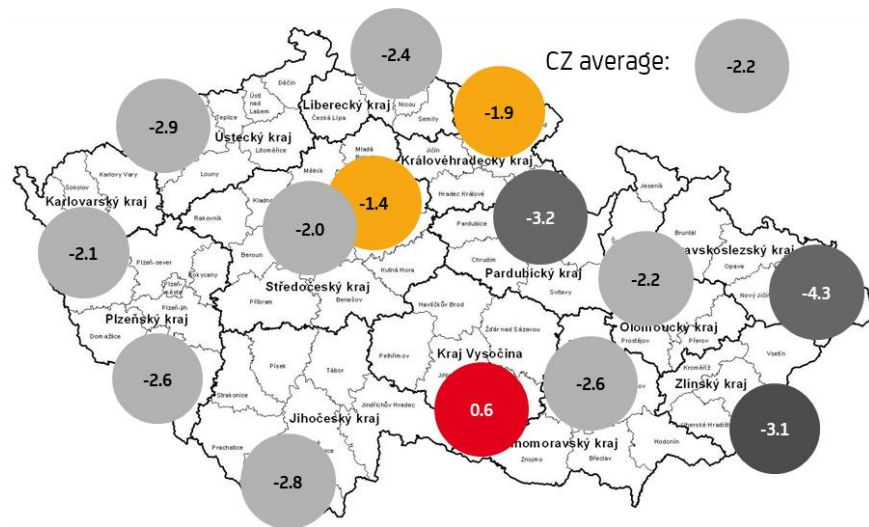 -2.4
CZ average:
-2.2
Děčín
Ústí
nad
Labem
Liberecký kraj
Nisou
Česká Lípa
Semily
-1.9
-2.9
Teplice
Ústecký kraj
Litoměřice
Mladá
Jičín
Královéhradecký kraj
Mělník
Louny
Karlovy Vary
Sokolov
Karlovarský kraj
Kladno
Rakovník
-1.4
Hradec Králové
Jeseník
-3.2
-2.0
Pardubice
Bruntál
-2.1
Plzeň-sever
Beroun
Chrudim
Opava
Pardubický kraj
Kutná Hora
-2.2
Středočeský kraj
Svitavy
Nový Jičín
-4.3
Příbram
Benešov
Havlíčkův Brod
Plzeň-jih
Plzeňský kraj
Domažlice
Žďár nad Sázavou
Olomoucký kraj
Prostějov
Přerov
Kraj Vysočina
Vsetín
Pelhřimov
Kroměříž
Písek
Tábor
Zlínský kraj
-2.6
-2.6
Strakonice
Jindřichův Hradec
0.6
Jihočeský kraj
Uherské Hradiště
-3.1
Prachatice
Hodonín
Znojmo
Břeclav
-2.8